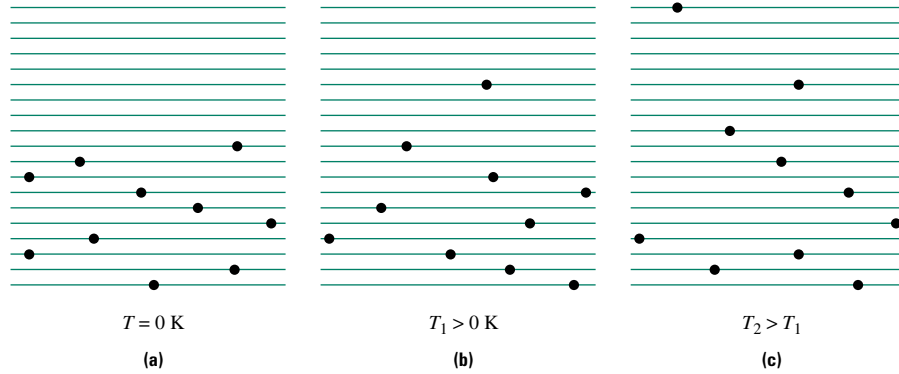 T = 0 K
T₁ > 0 K
T₂ > T₁
(a)
(b)
(c)